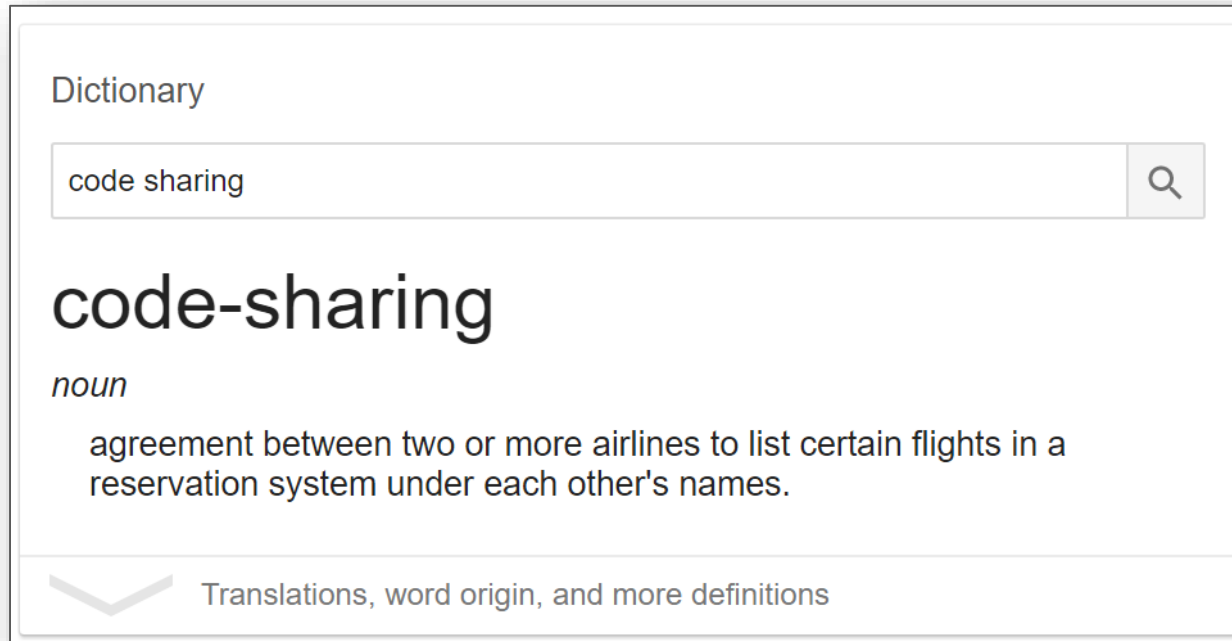 Dictionary
code sharing
code-sharing
noun
agreement between two or more airlines to list certain flights in a
reservation system under each other's names.
Translations, word origin, and more definitions